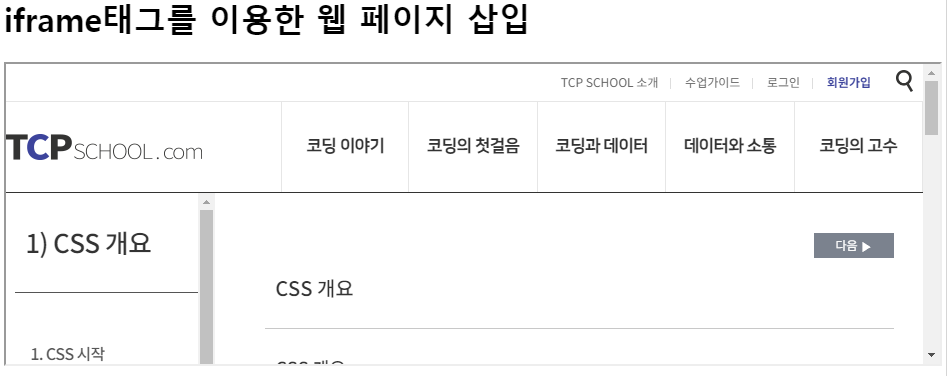 iframe태그를 이용한 웹 페이지 삽입
TCP SCHOOL 소개 수업가이드 로그인 회원가입
TCPSCHOOL.com 코딩 이야기 코딩의 첫걸음 코딩과 데이터 데이터와 소통 코딩의 고수
1) CSS 개요
다음 ▶
CSS 개요
1. CSS 시작
CSS 개요